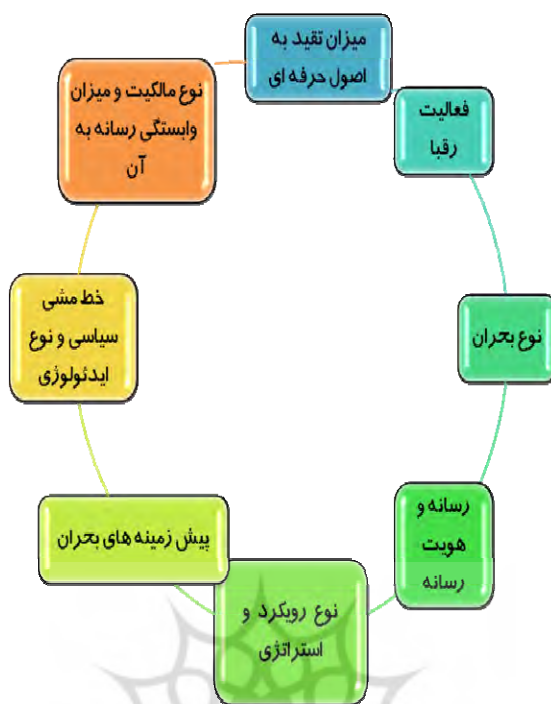 میزان تقید به
اصول حرفه ای
فعالیت
رقبا
نوع بحران
رسانه و
هویت
رسانه
نوع رویکرد و
استراتژی
پیش زمینه های بحران
خط مشی
سیاسی و نوع
ایدئولوژی
نوع مالکیت و میزان
وابستگی رسانه به
آن